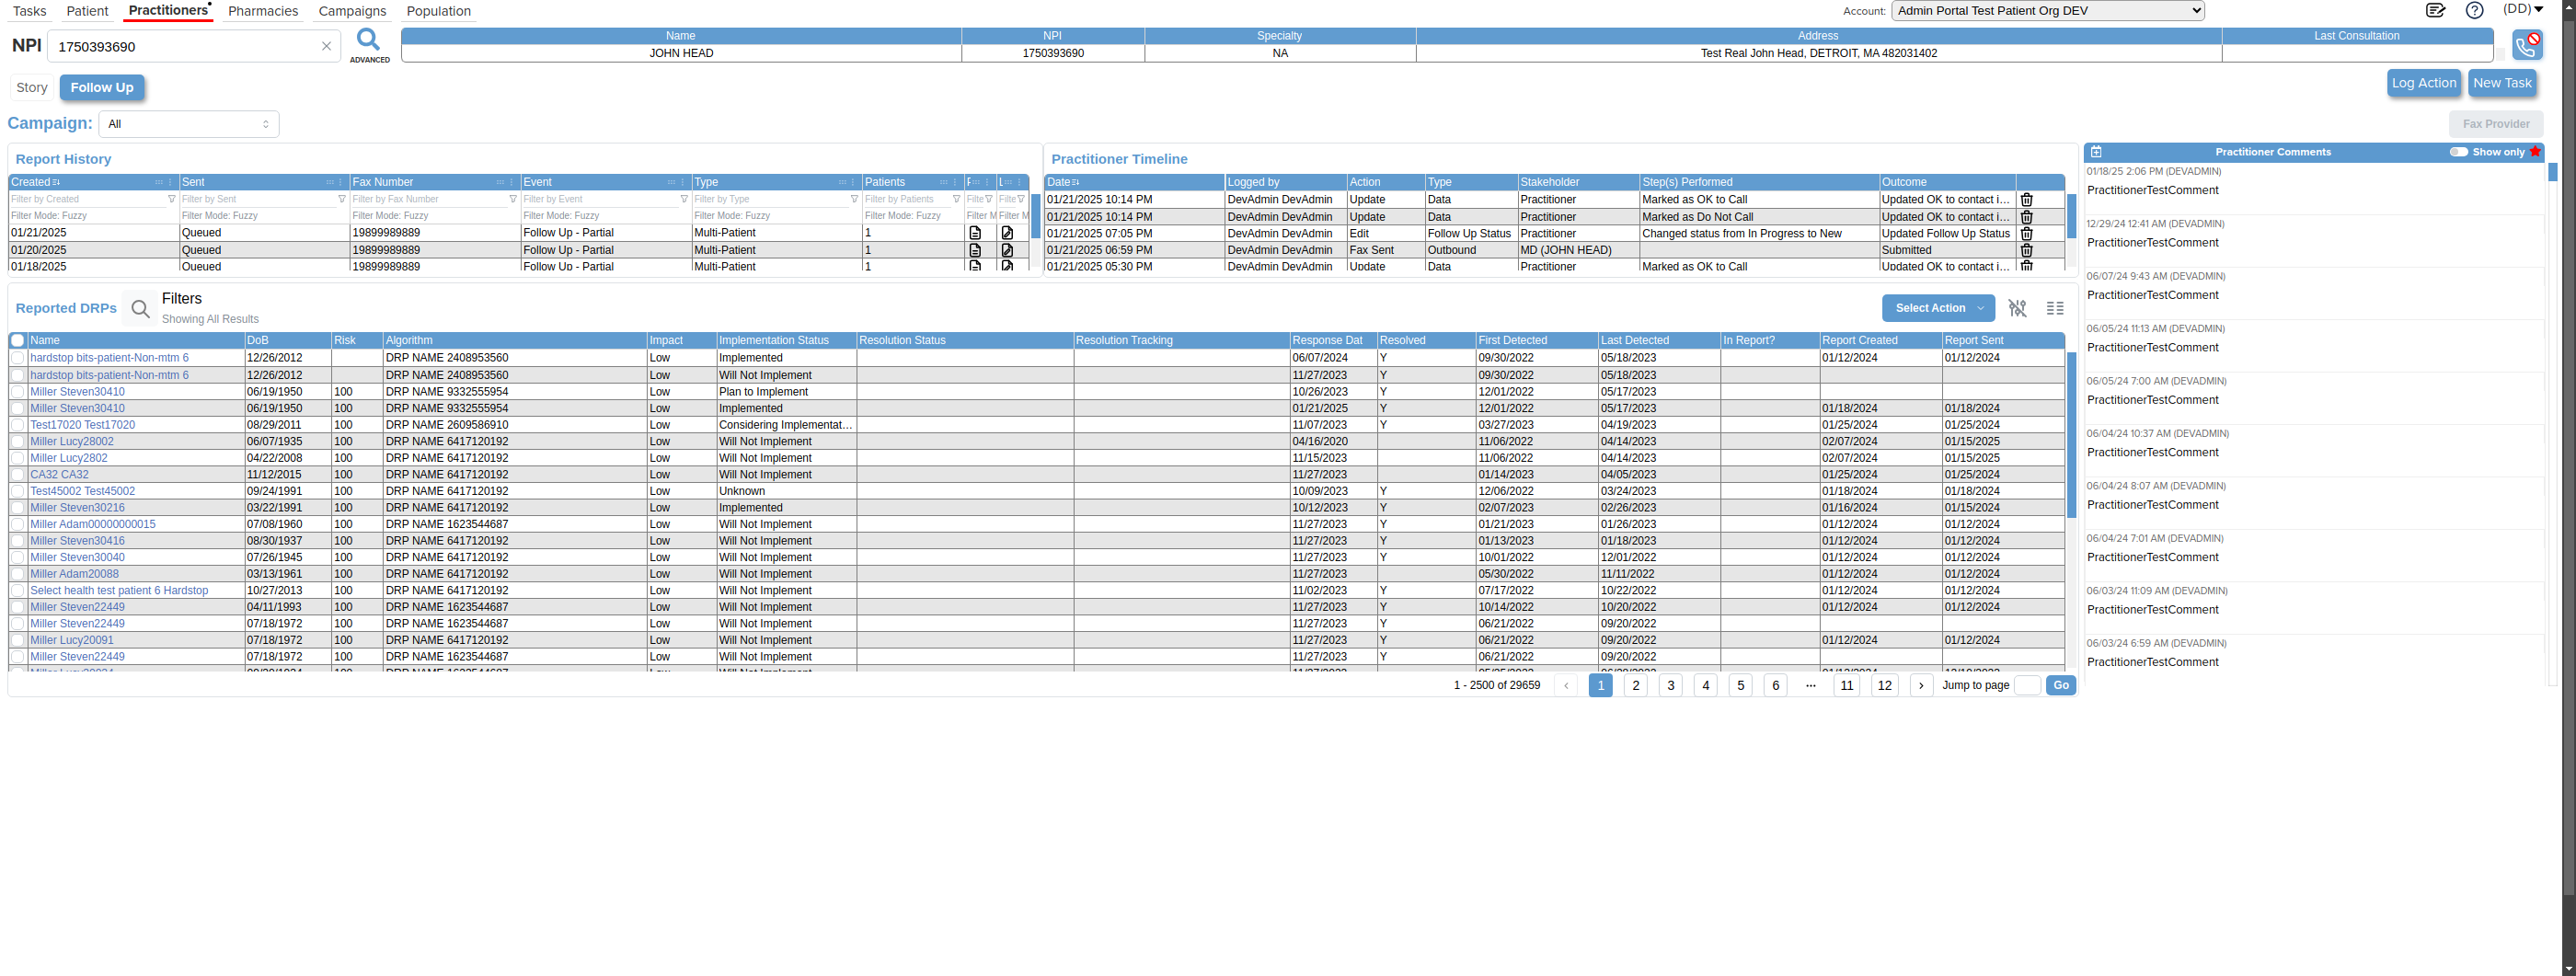 Tasks Patient Practitioners Pharmacies Campaigns Population Account: Admin Portal Test Patient Org DEV (DD)
NPI 1750393690 ADVANCED
Name NPI Specialty Address Last Consultation
JOHN HEAD 1750393690 NA Test Real John Head, DETROIT, MA 482031402
Story Follow Up Log Action New Task
Campaign: All Fax Provider
Report History
Created Sent Fax Number Event Type Patients
Filter by Created Filter by Sent Filter by Fax Number Filter by Event Filter by Type Filter by Patients Filte Filte
Filter Mode: Fuzzy Filter Mode: Fuzzy Filter Mode: Fuzzy Filter Mode: Fuzzy Filter Mode: Fuzzy Filter Mode: Fuzzy Filter M Filter M
01/21/2025 Queued 19899989889 Follow Up - Partial Multi-Patient 1
01/20/2025 Queued 19899989889 Follow Up - Partial Multi-Patient 1
01/18/2025 Queued 19899989889 Follow Up - Partial Multi-Patient 1
Practitioner Timeline
Date Logged by Action Type Stakeholder Step(s) Performed Outcome
01/21/2025 10:14 PM DevAdmin DevAdmin Update Data Practitioner Marked as OK to Call Updated OK to contact i...
01/21/2025 10:14 PM DevAdmin DevAdmin Update Data Practitioner Marked as Do Not Call Updated OK to contact i...
01/21/2025 07:05 PM DevAdmin DevAdmin Edit Follow Up Status Practitioner Changed status from In Progress to New Updated Follow Up Status
01/21/2025 06:59 PM DevAdmin DevAdmin Fax Sent Outbound MD (JOHN HEAD) Submitted
01/21/2025 05:30 PM DevAdmin DevAdmin Update Data Practitioner Marked as OK to Call Updated OK to contact i...
Practitioner Comments Show only
01/18/25 2:06 PM (DEVADMIN)
PractitionerTestComment
12/29/24 12:41 AM (DEVADMIN)
PractitionerTestComment
06/07/24 9:43 AM (DEVADMIN)
PractitionerTestComment
06/05/24 11:13 AM (DEVADMIN)
PractitionerTestComment
06/05/24 7:00 AM (DEVADMIN)
PractitionerTestComment
06/04/24 10:37 AM (DEVADMIN)
PractitionerTestComment
06/04/24 8:07 AM (DEVADMIN)
PractitionerTestComment
06/04/24 7:01 AM (DEVADMIN)
PractitionerTestComment
06/03/24 11:09 AM (DEVADMIN)
PractitionerTestComment
06/03/24 6:59 AM (DEVADMIN)
PractitionerTestComment
Reported DRPs Filters Select Action
Showing All Results
Name DoB Risk Algorithm Impact Implementation Status Resolution Status Resolution Tracking Response Dat Resolved First Detected Last Detected In Report? Report Created Report Sent
hardstop bits-patient-Non-mtm 6 12/26/2012 DRP NAME 2408953560 Low Implemented 06/07/2024 Y 09/30/2022 05/18/2023 01/12/2024 01/12/2024
hardstop bits-patient-Non-mtm 6 12/26/2012 DRP NAME 2408953560 Low Will Not Implement 11/27/2023 Y 09/30/2022 05/18/2023
Miller Steven30410 06/19/1950 100 DRP NAME 9332555954 Low Plan to Implement 10/26/2023 Y 12/01/2022 05/17/2023
Miller Steven30410 06/19/1950 100 DRP NAME 9332555954 Low Implemented 01/21/2025 Y 12/01/2022 05/17/2023 01/18/2024 01/18/2024
Test17020 Test17020 08/29/2011 100 DRP NAME 2609586910 Low Considering Implementat... 11/07/2023 Y 03/27/2023 04/19/2023 01/25/2024 01/25/2024
Miller Lucy28002 06/07/1935 100 DRP NAME 6417120192 Low Will Not Implement 04/16/2020 11/06/2022 04/14/2023 02/07/2024 01/15/2025
Miller Lucy2802 04/22/2008 100 DRP NAME 6417120192 Low Will Not Implement 11/15/2023 11/06/2022 04/14/2023 02/07/2024 01/15/2025
CA32 CA32 11/12/2015 100 DRP NAME 6417120192 Low Will Not Implement 11/27/2023 01/14/2023 04/05/2023 01/25/2024 01/25/2024
Test45002 Test45002 09/24/1991 100 DRP NAME 6417120192 Low Unknown 10/09/2023 Y 12/06/2022 03/24/2023 01/18/2024 01/18/2024
Miller Steven30216 03/22/1991 100 DRP NAME 6417120192 Low Implemented 10/12/2023 Y 02/07/2023 02/26/2023 01/16/2024 01/15/2024
Miller Adam00000000015 07/08/1960 100 DRP NAME 1623544687 Low Will Not Implement 11/27/2023 Y 01/21/2023 01/26/2023 01/12/2024 01/12/2024
Miller Steven30416 08/30/1937 100 DRP NAME 6417120192 Low Will Not Implement 11/27/2023 Y 01/13/2023 01/18/2023 01/12/2024 01/12/2024
Miller Steven30040 07/26/1945 100 DRP NAME 6417120192 Low Will Not Implement 11/27/2023 Y 10/01/2022 12/01/2022 01/12/2024 01/12/2024
Miller Adam20088 03/13/1961 100 DRP NAME 6417120192 Low Will Not Implement 11/27/2023 05/30/2022 11/11/2022 01/12/2024 01/12/2024
Select health test patient 6 Hardstop 10/27/2013 100 DRP NAME 6417120192 Low Will Not Implement 11/02/2023 Y 07/17/2022 10/22/2022 01/12/2024 01/12/2024
Miller Steven22449 04/11/1993 100 DRP NAME 1623544687 Low Will Not Implement 11/27/2023 Y 10/14/2022 10/20/2022 01/12/2024 01/12/2024
Miller Steven22449 07/18/1972 100 DRP NAME 1623544687 Low Will Not Implement 11/27/2023 Y 06/21/2022 09/20/2022
Miller Lucy20091 07/18/1972 100 DRP NAME 6417120192 Low Will Not Implement 11/27/2023 Y 06/21/2022 09/20/2022 01/12/2024 01/12/2024
Miller Steven22449 07/18/1972 100 DRP NAME 1623544687 Low Will Not Implement 11/27/2023 Y 06/21/2022 09/20/2022
1 - 2500 of 29659 1 2 3 4 5 6 ... 11 12 Jump to page Go